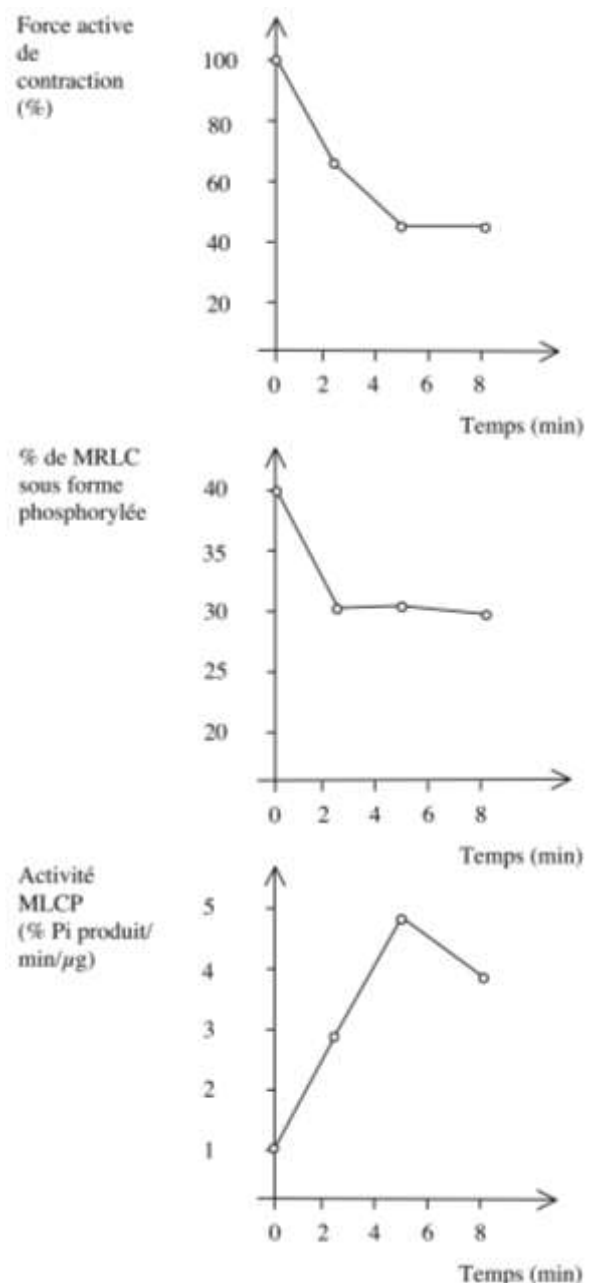 Force active
de
contraction
(%)
100
80
60
40
20
0 2 4 6 8
Temps (min)
% de MRLC
sous forme
phosphorylée
40
35
30
25
20
0 2 4 6 8
Temps (min)
Activité
MLCP
(% Pi produit/
min/µg)
5
4
3
2
1
0 2 4 6 8
Temps (min)